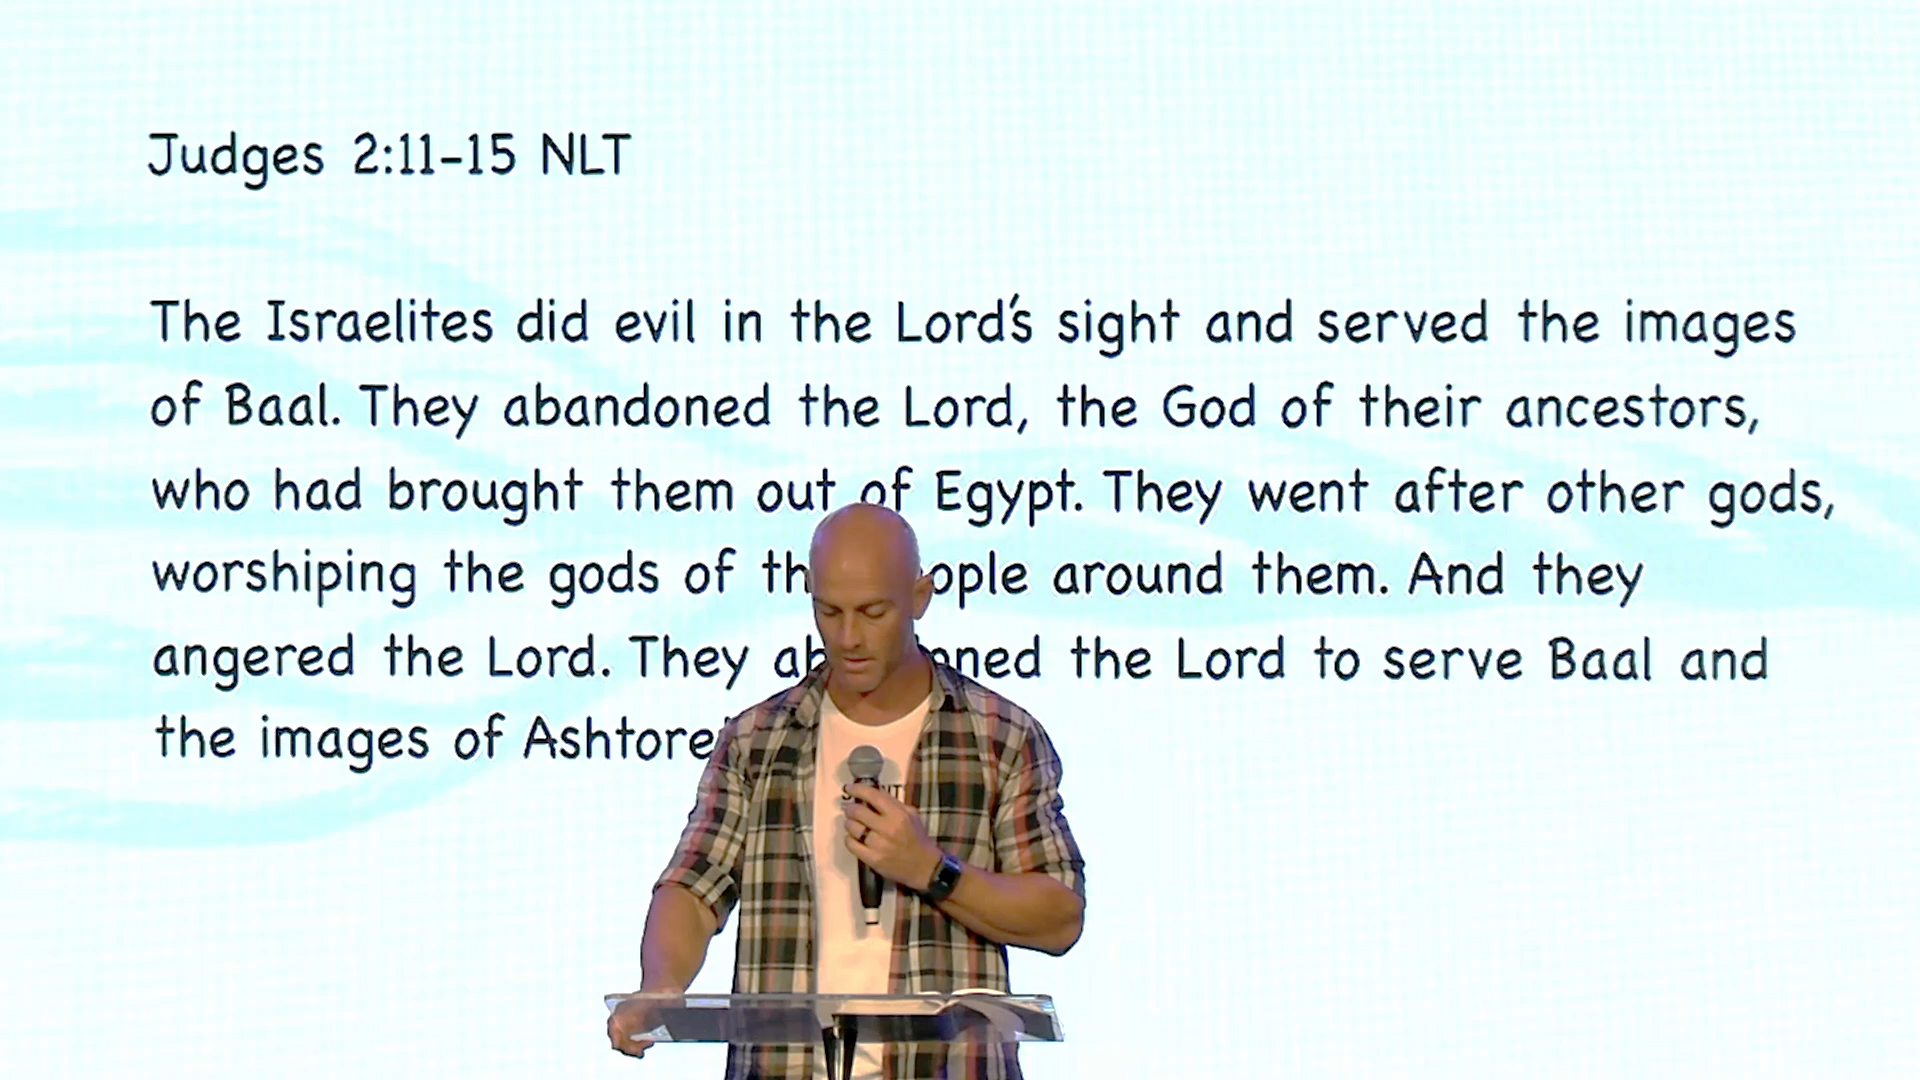 Judges 2:11-15 NLT
The Israelites did evil in the Lord's sight and served the images
of Baal. They abandoned the Lord, the God of their ancestors,
who had brought them out of Egypt. They went after other gods,
worshiping the gods of around them. And they
angered the Lord. They the Lord to serve Baal and
the images of